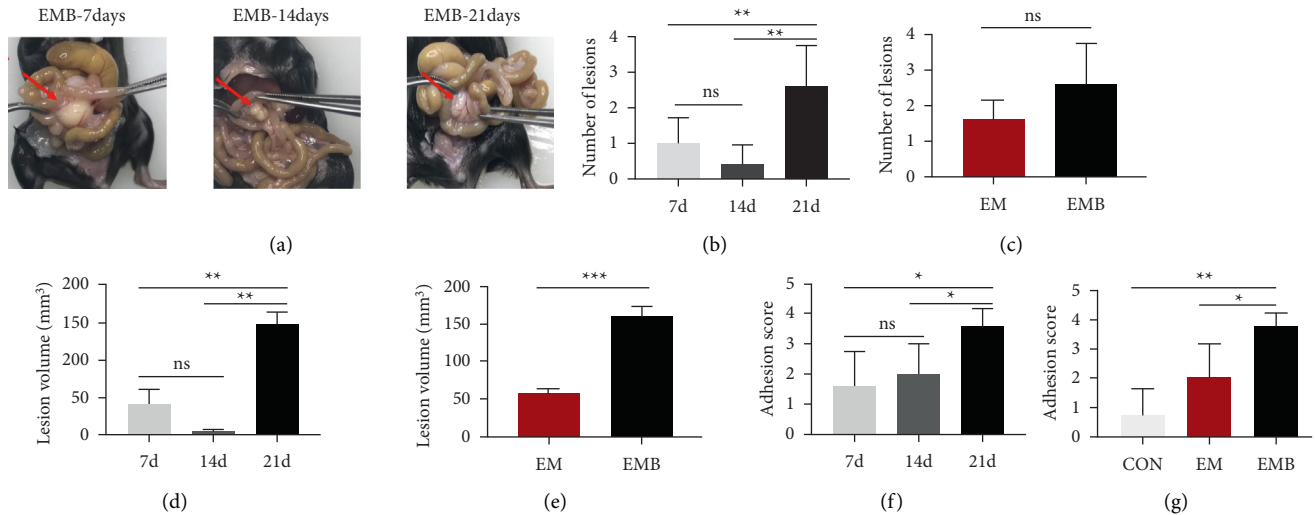 EMB-7days
EMB-14days
EMB-21days
(a)
Number of lesions
4
3
2
1
0
**
**
ns
7d 14d 21d
(b)
Number of lesions
4
3
2
1
0
ns
EM EMB
(c)
Lesion volume (mm³)
200
150
200
50
0
**
**
ns
7d 14d 21d
(d)
Lesion volume (mm³)
200
150
100
50
0
***
EM EMB
(e)
Adhesion score
5
4
3
2
1
0
*
*
ns
7d 14d 21d
(f)
Adhesion score
5
4
3
2
1
0
**
*
CON EM EMB
(g)